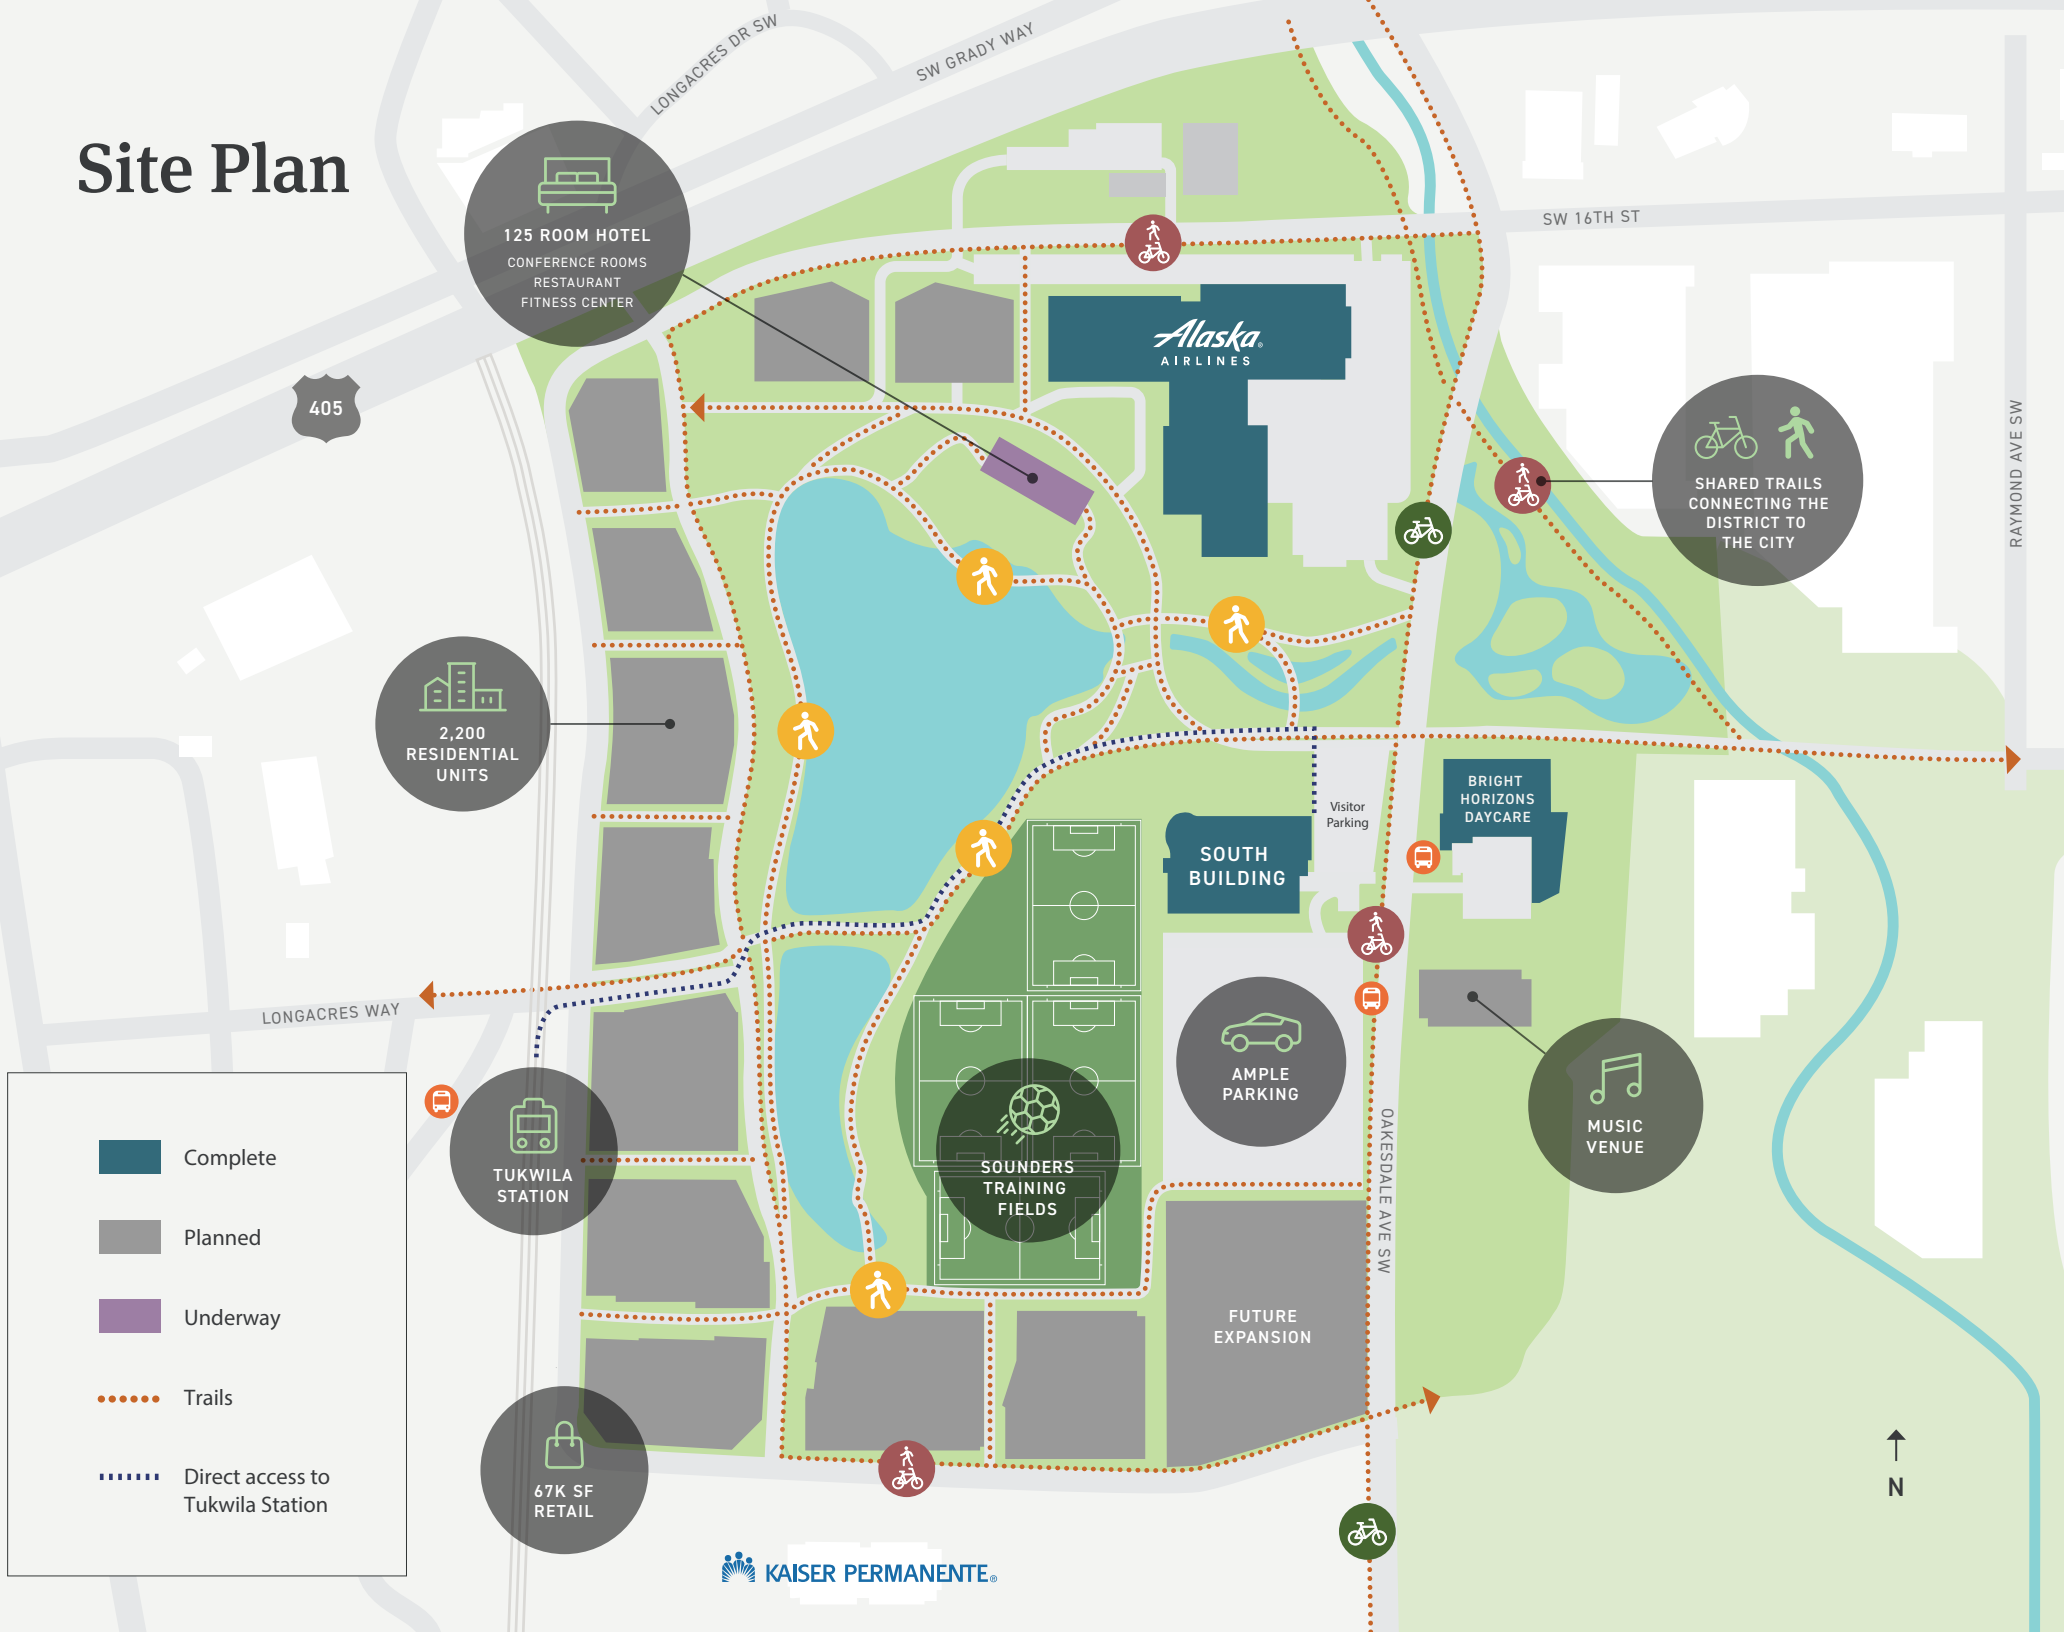 LONGACRES DR SW
SW GRADY WAY
Site Plan
125 ROOM HOTEL
CONFERENCE ROOMS
RESTAURANT
FITNESS CENTER
SW 16TH ST
Alaska®
AIRLINES
405
RAYMOND AVE SW
SHARED TRAILS
CONNECTING THE
DISTRICT TO
THE CITY
2,200
RESIDENTIAL
UNITS
BRIGHT
HORIZONS
DAYCARE
Visitor
Parking
SOUTH
BUILDING
LONGACRES WAY
AMPLE
PARKING
MUSIC
VENUE
TUKWILA
STATION
SOUNDERS
TRAINING
FIELDS
OAKESDALE AVE SW
FUTURE
EXPANSION
67K SF
RETAIL
Complete
Planned
Underway
Trails
Direct access to
Tukwila Station
N
KAISER PERMANENTE®